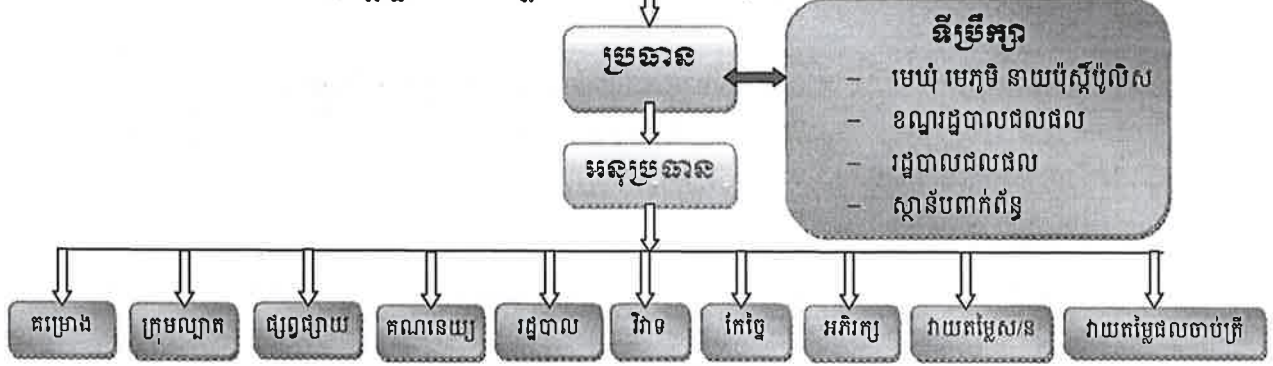 ប្រធាន
ទីប្រឹក្សា
– មេឃុំ មេភូមិ នាយប៉ុស្តិ៍ប៉ូលិស
– ខណ្ឌរដ្ឋបាលជលផល
– រដ្ឋបាលជលផល
– ស្ថាន័បពាក់ព័ន្ធ
អនុប្រធាន
គម្រោង
ក្រុមល្បាត
ផ្សព្វផ្សាយ
គណនេយ្យ
រដ្ឋបាល
វិវាទ
កែច្នៃ
អភិរក្ស
វាយតម្លៃស/ន
វាយតម្លៃផលចាប់ត្រី